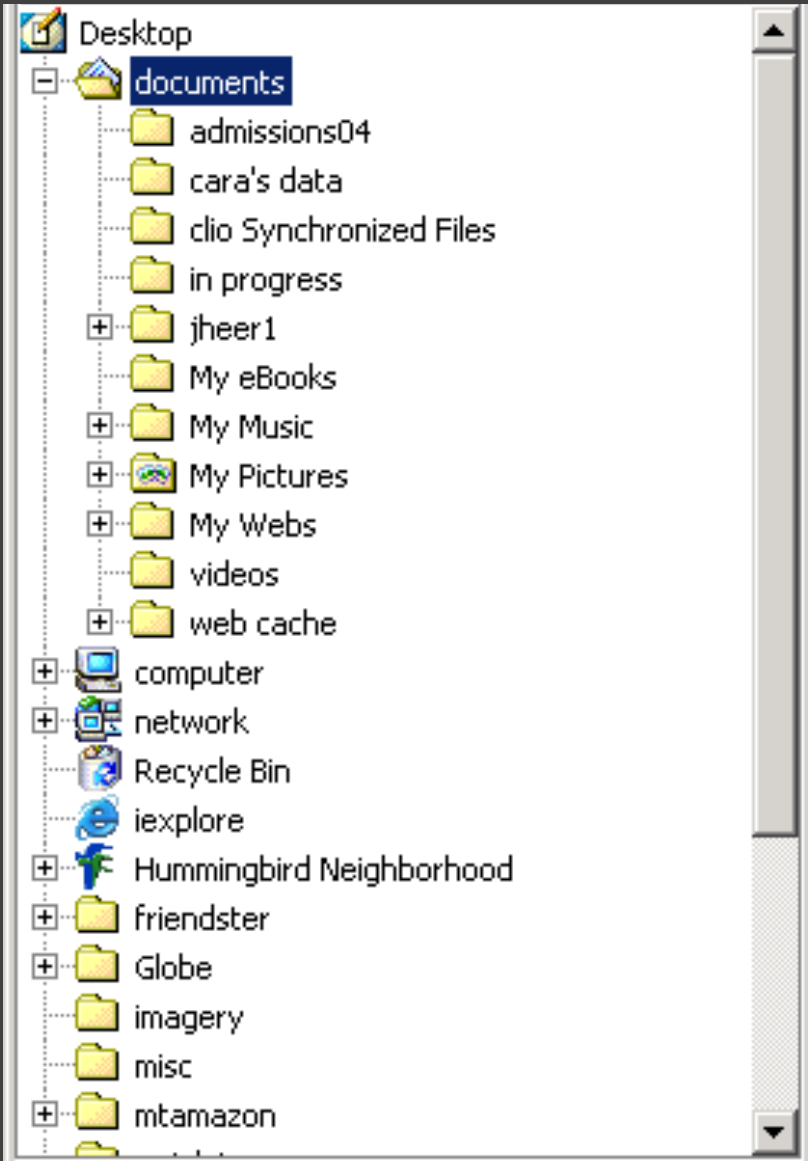 Desktop
documents
admissions04
cara's data
clio Synchronized Files
in progress
jheer1
My eBooks
My Music
My Pictures
My Webs
videos
web cache
computer
network
Recycle Bin
iexplore
Hummingbird Neighborhood
friendster
Globe
imagery
misc
mtamazon